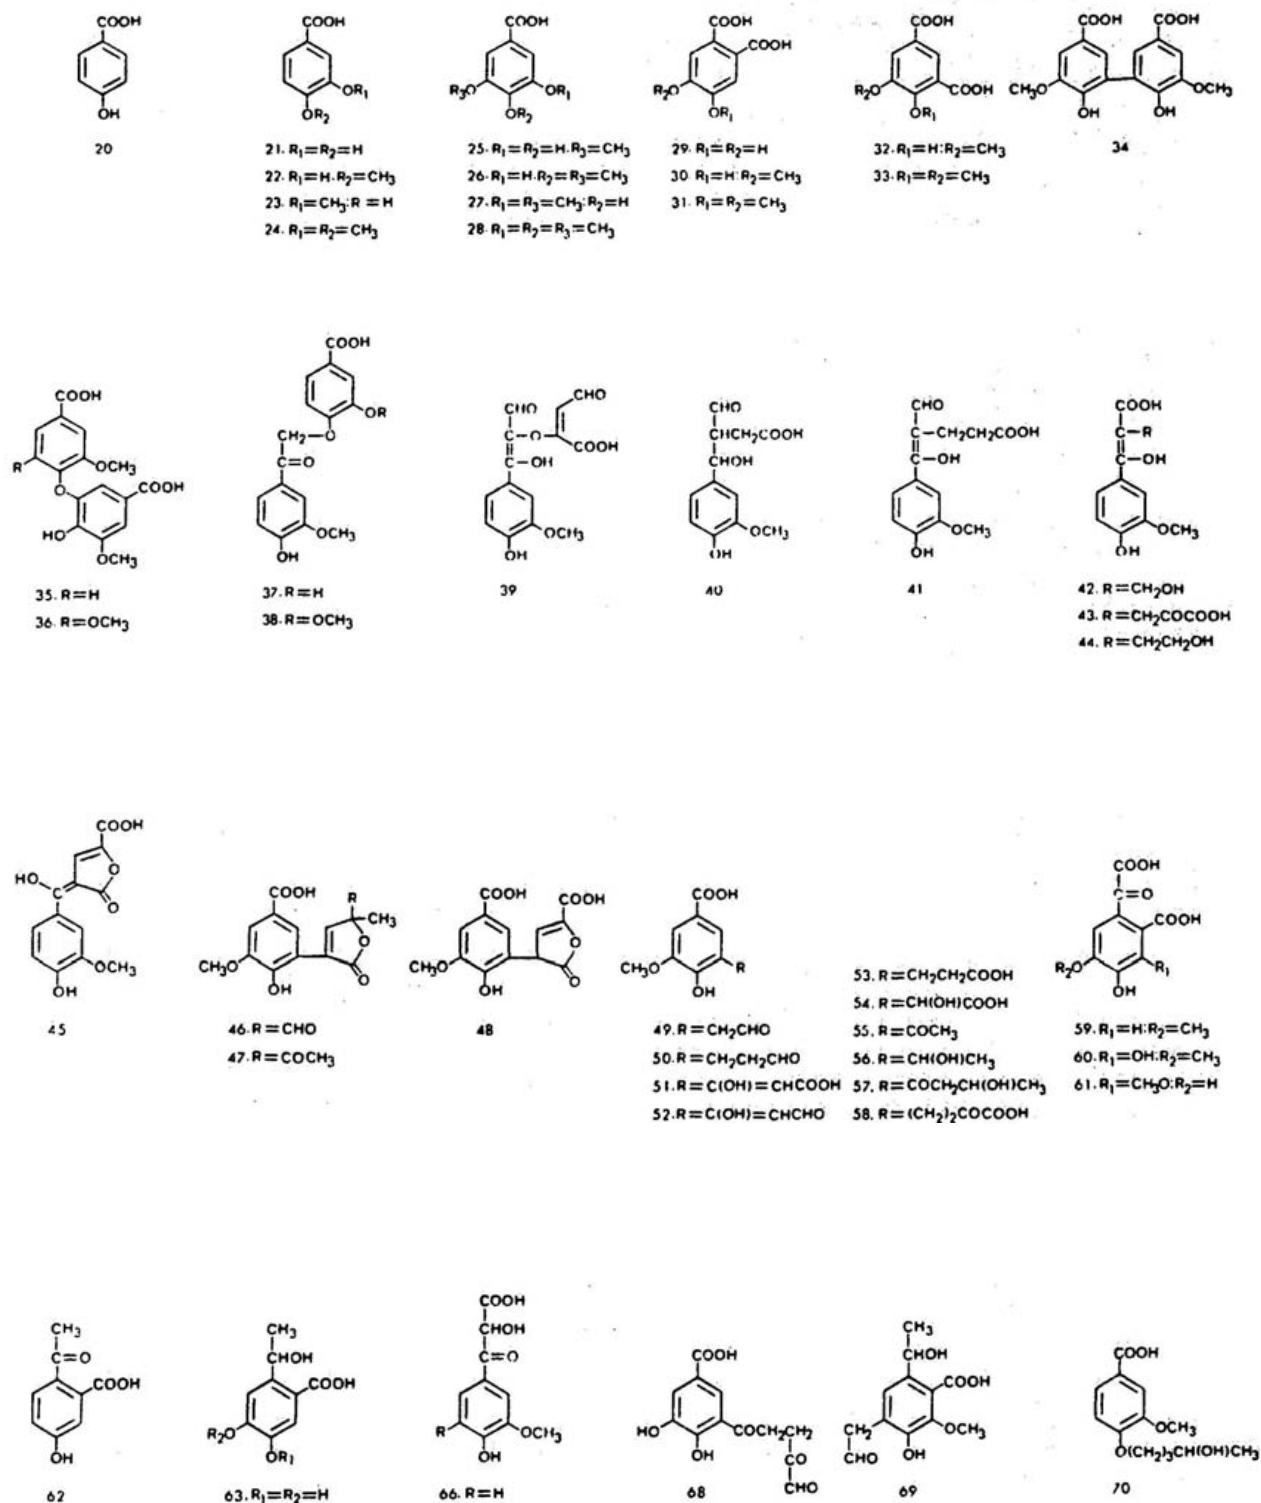 COOH COOH COOH COOH COOH COOH COOH
COOH
OR₁ R₃O OR₁ R₂O R₂O COOH CH₃O OCH₃
OH OR₂ OR₂ OR₁ OR₁ OH OH
20 21. R₁=R₂=H 25. R₁=R₂=H. R₃=CH₃ 29. R₁=R₂=H 32. R₁=H: R₂=CH₃ 34
22. R₁=H. R₂=CH₃ 26. R₁=H. R₂=R₃=CH₃ 30 R₁=H: R₂=CH₃ 33. R₁=R₂=CH₃
23. R₁=CH₃: R =H 27. R₁=R₃=CH₃: R₂=H 31. R₁=R₂=CH₃
24. R₁=R₂=CH₃ 28. R₁=R₂=R₃=CH₃
COOH
COOH OR CHO CHO CHO CHO COOH
CH₂—O C—O COOH CHCH₂COOH C—CH₂CH₂COOH C—R
R OCH₃ C=O C—OH CHOH C—OH C—OH
O COOH
HO OCH₃ OCH₃ OCH₃ OCH₃ OCH₃
OCH₃ OH OH OH OH OH
35. R=H 37. R=H 39 40 41 42. R=CH₂OH
36. R=OCH₃ 38. R=OCH₃ 43. R=CH₂COCOOH
44. R=CH₂CH₂OH
COOH
HO C O O COOH R CH₃ COOH COOH COOH COOH
O O O O C=O
OCH₃ CH₃O CH₃O CH₃O R COOH
OH OH OH OH R₂O R₁
OH
53. R=CH₂CH₂COOH
54. R=CH(OH)COOH
45 46. R=CHO 48 49. R=CH₂CHO 55. R=COCH₃ 59. R₁=H: R₂=CH₃
47. R=COCH₃ 50. R=CH₂CH₂CHO 56. R=CH(OH)CH₃ 60. R₁=OH: R₂=CH₃
51. R=C(OH)=CHCOOH 57. R=COCH₂CH(OH)CH₃ 61. R₁=CH₃O: R₂=H
52. R=C(OH)=CHCHO 58. R=(CH₂)₂COCOOH
COOH
CH₃ CH₃ CHOH COOH CH₃ COOH
C=O CHOH C=O CHOH
COOH COOH COOH
R₂O R OCH₃ HO COCH₂CH₂ CH₂ OCH₃ OCH₃
OH OR₁ OH OH CO CHO OH O(CH₂)₃CH(OH)CH₃
CHO
62 63. R₁=R₂=H 66. R=H 68 69 70